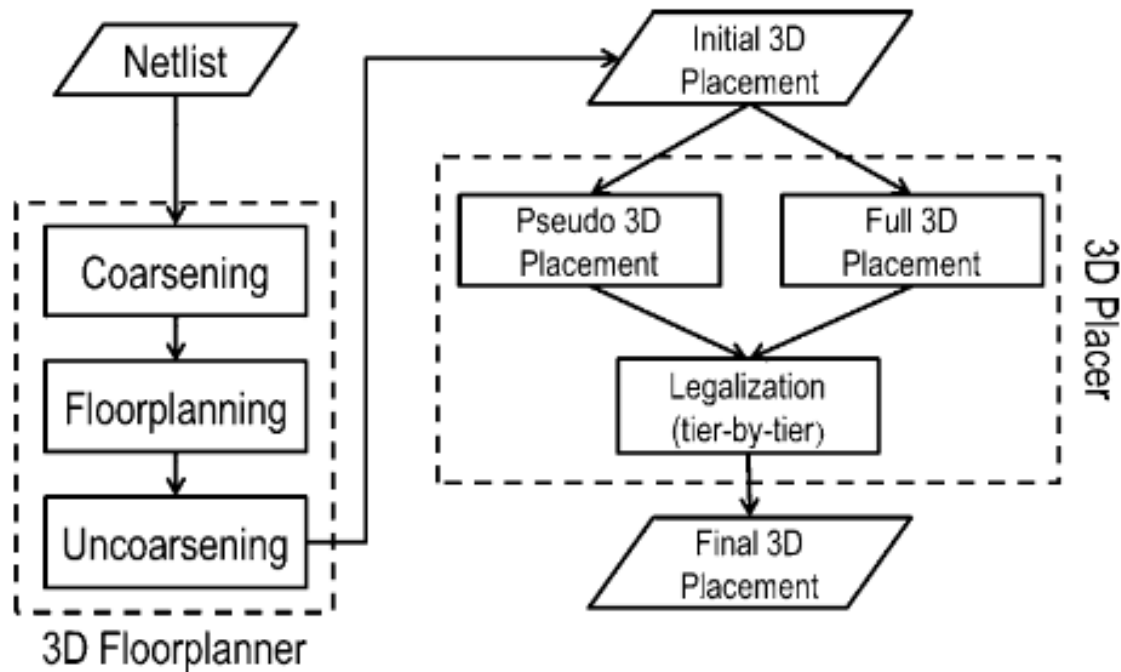 Netlist
Coarsening
Floorplanning
Uncoarsening
3D Floorplanner
Initial 3D
Placement
Pseudo 3D
Placement
Full 3D
Placement
Legalization
(tier-by-tier)
3D Placer
Final 3D
Placement